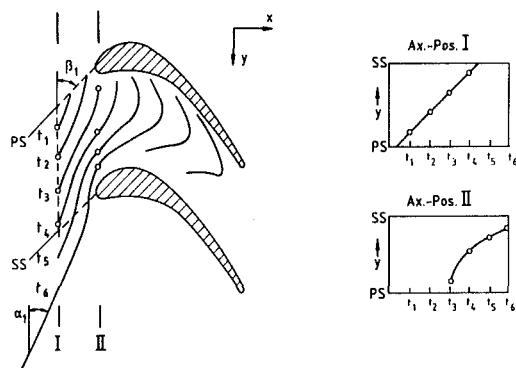 x
y
β₁
PS
t₁
t₂
t₃
t₄
SS
t₅
t₆
α₁
I II
Ax.-Pos. I
SS
y
PS
t₁ t₂ t₃ t₄ t₅ t₆
Ax.-Pos. II
SS
y
PS
t₁ t₂ t₃ t₄ t₅ t₆